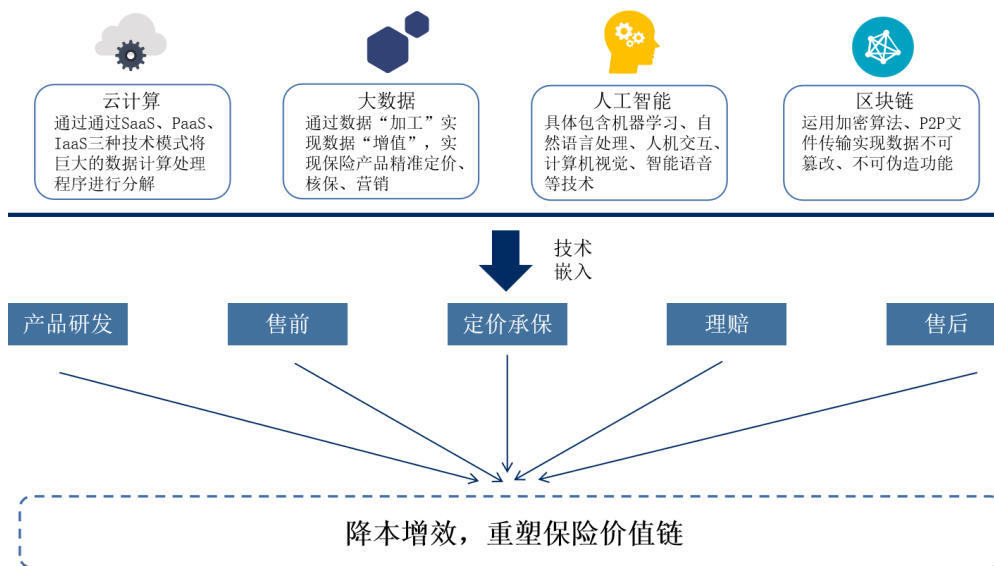 云计算
通过通过SaaS、PaaS、
IaaS三种技术模式将
巨大的数据计算处理
程序进行分解
大数据
通过数据“加工”实
现数据“增值”，实
现保险产品精准定价、
核保、营销
人工智能
具体包含机器学习、自
然语言处理、人机交互、
计算机视觉、智能语音
等技术
区块链
运用加密算法、P2P文
件传输实现数据不可
篡改、不可伪造功能
技术
嵌入
产品研发
售前
定价承保
理赔
售后
降本增效，重塑保险价值链